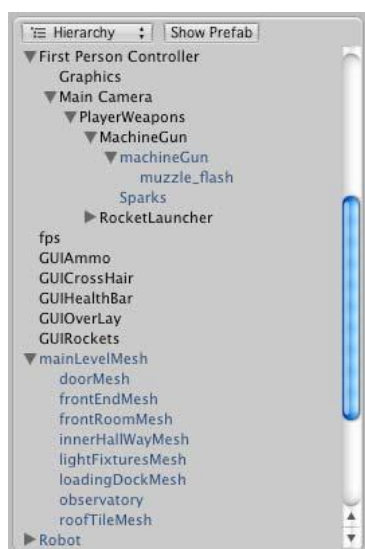 Hierarchy Show Prefab
First Person Controller
Graphics
Main Camera
PlayerWeapons
MachineGun
machineGun
muzzle_flash
Sparks
RocketLauncher
fps
GUIAmmo
GUICrossHair
GUIHealthBar
GUIOverLay
GUIRockets
mainLevelMesh
doorMesh
frontEndMesh
frontRoomMesh
innerHallWayMesh
lightFixturesMesh
loadingDockMesh
observatory
roofTileMesh
Robot